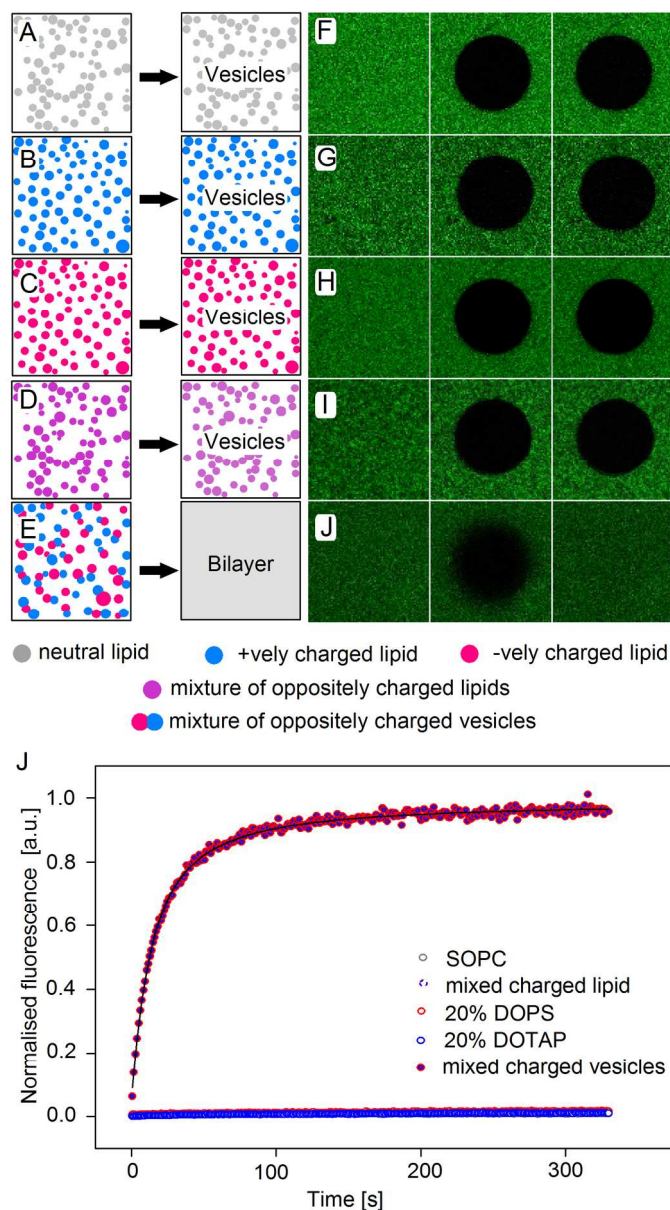 A Vesicles F
B Vesicles G
C Vesicles H
D Vesicles I
E Bilayer J
neutral lipid +vely charged lipid -vely charged lipid
mixture of oppositely charged lipids
mixture of oppositely charged vesicles
J
Normalised fluorescence [a.u.]
1.0
0.8
0.6
0.4
0.2
0.0
SOPC
mixed charged lipid
20% DOPS
20% DOTAP
mixed charged vesicles
0 100 200 300
Time [s]